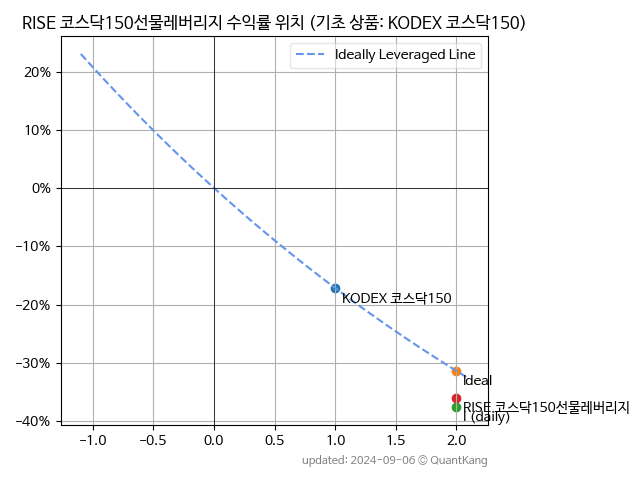 RISE 코스닥150선물레버리지 수익률 위치 (기초 상품: KODEX 코스닥150)
Ideally Leveraged Line
20%
10%
0%
−10%
−20%
−30%
−40%
KODEX 코스닥150
Ideal
RISE 코스닥150선물레버리지
(daily)
−1.0 −0.5 0.0 0.5 1.0 1.5 2.0
updated: 2024-09-06 © QuantKang